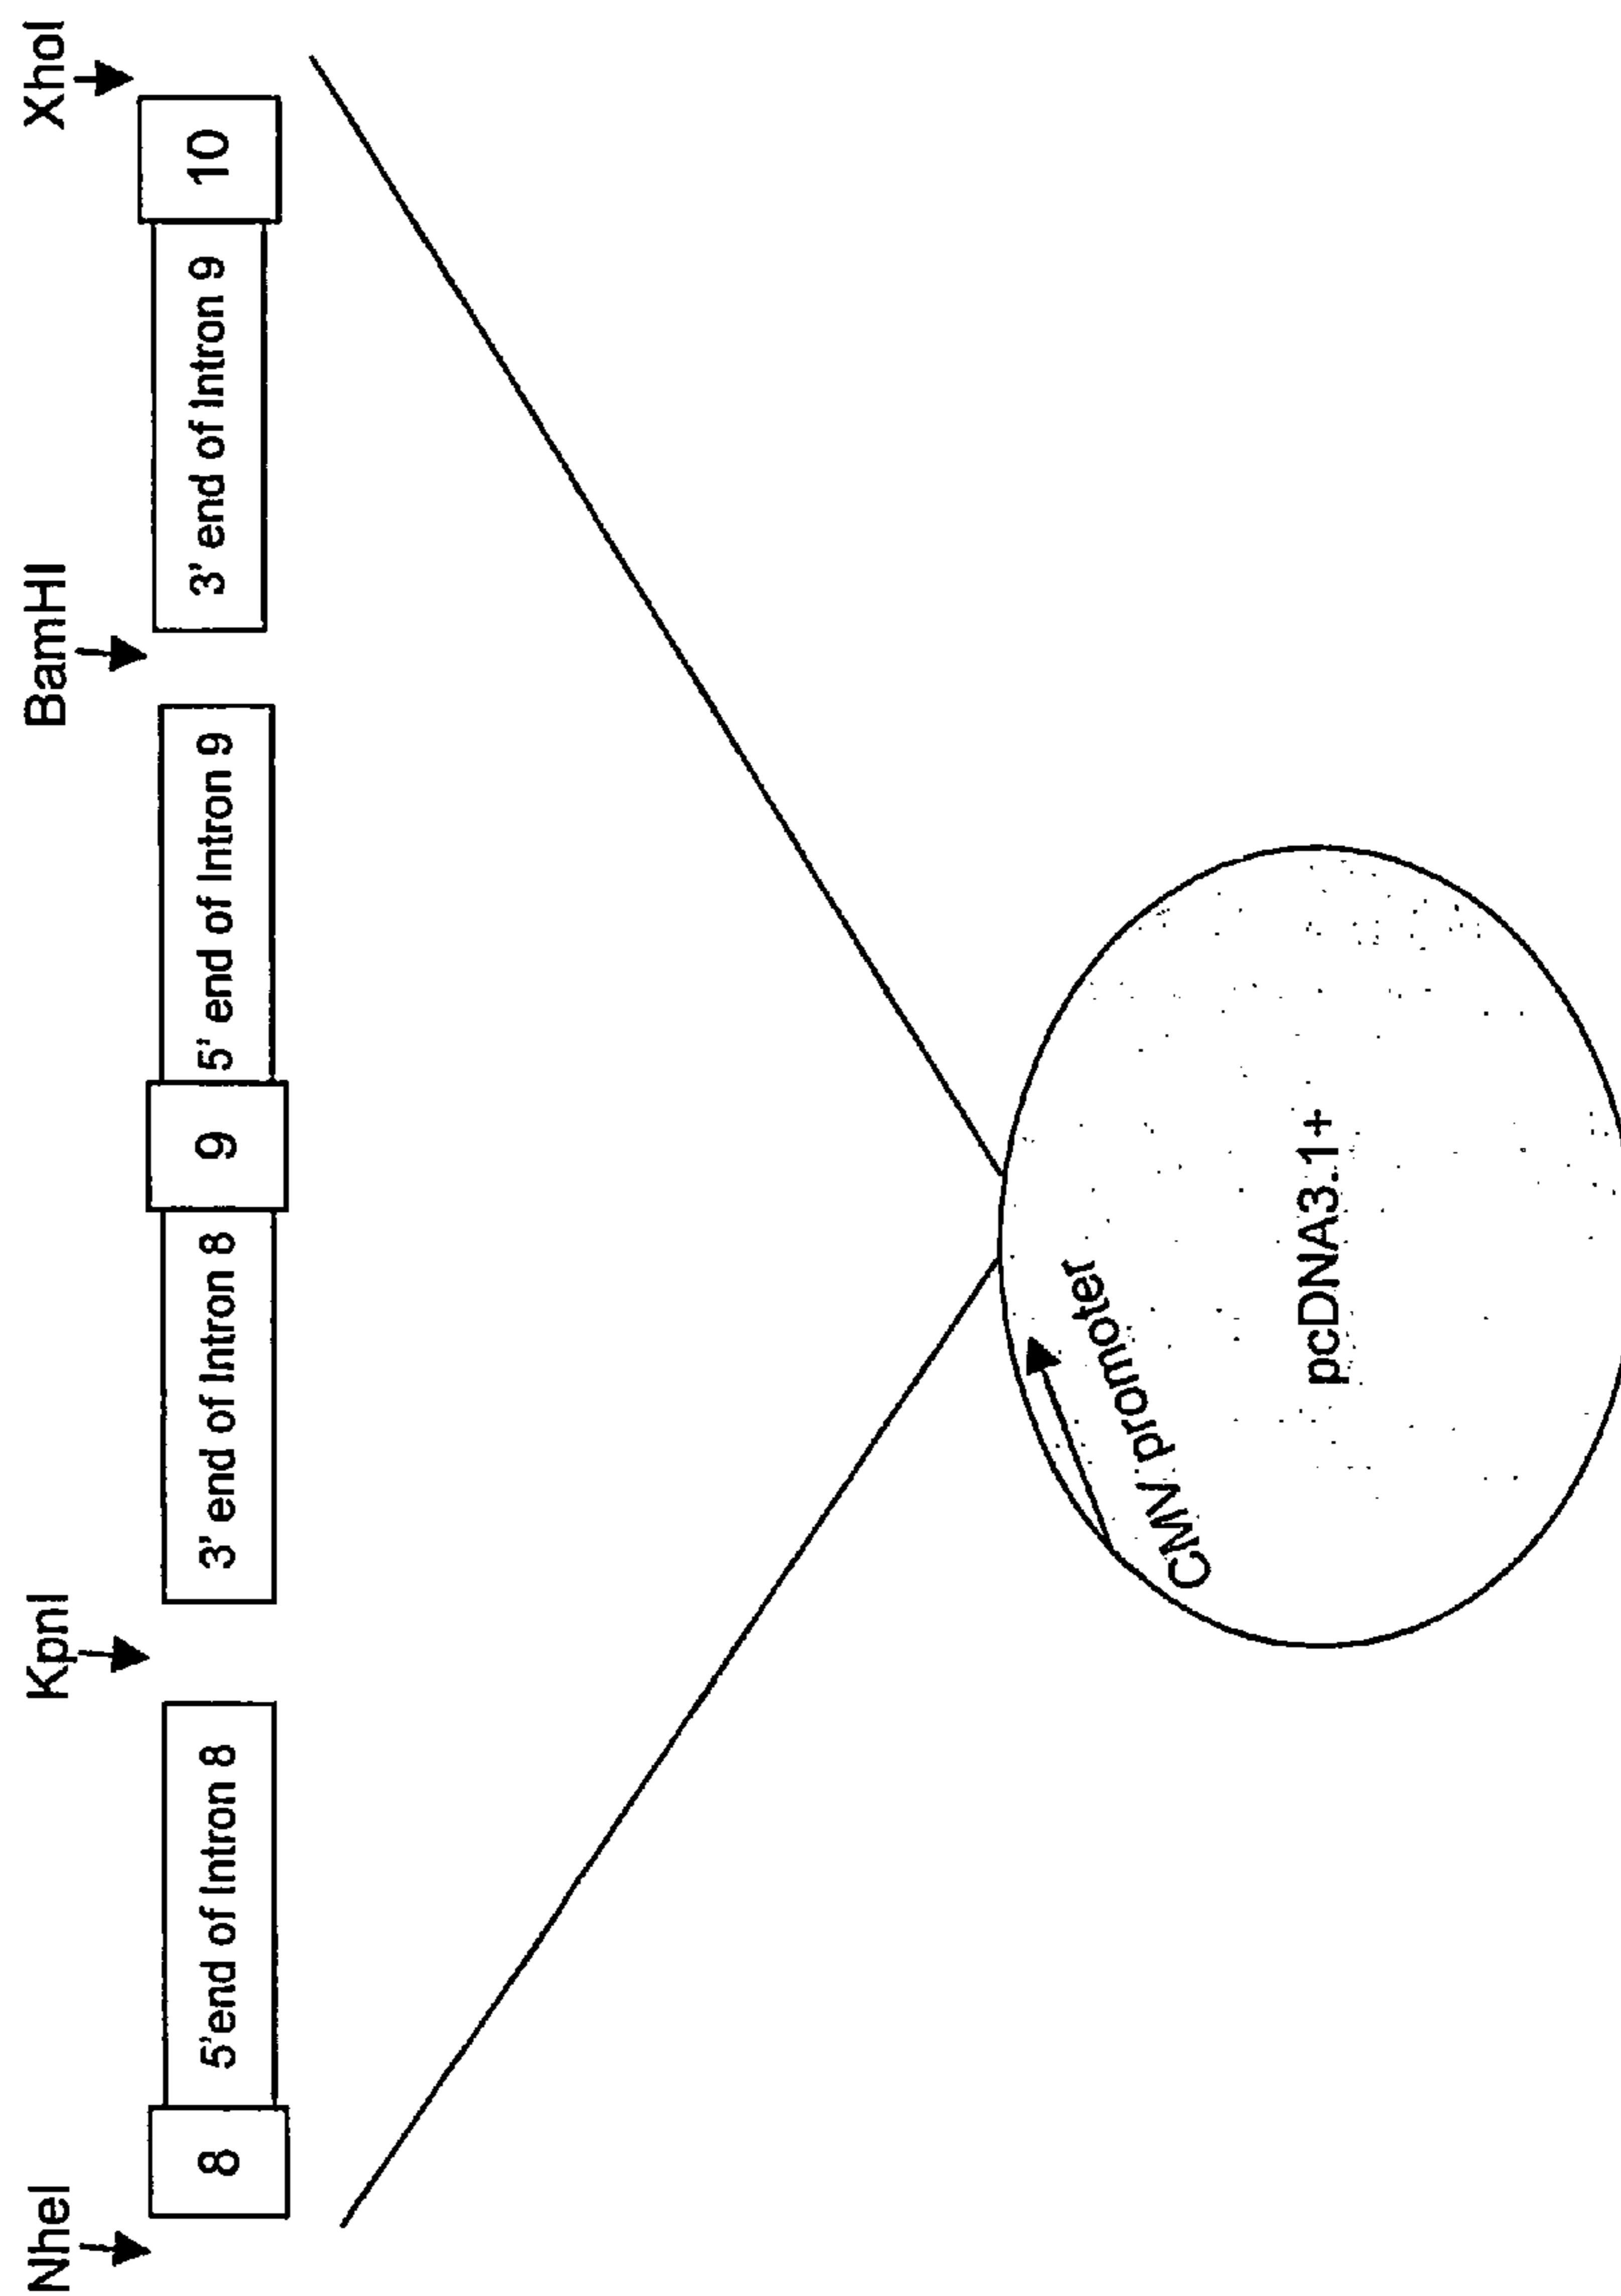 NheI
KpnI
BamHI
XhoI
8
5'end of Intron 8
3' end of Intron 8
9
5' end of Intron 9
3' end of Intron 9
10
CMV promoter
pcDNA3.1+